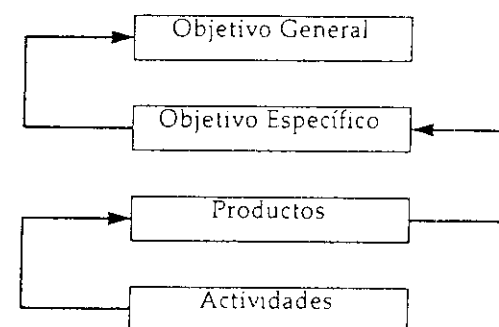 Objetivo General
Objetivo Específico
Productos
Actividades